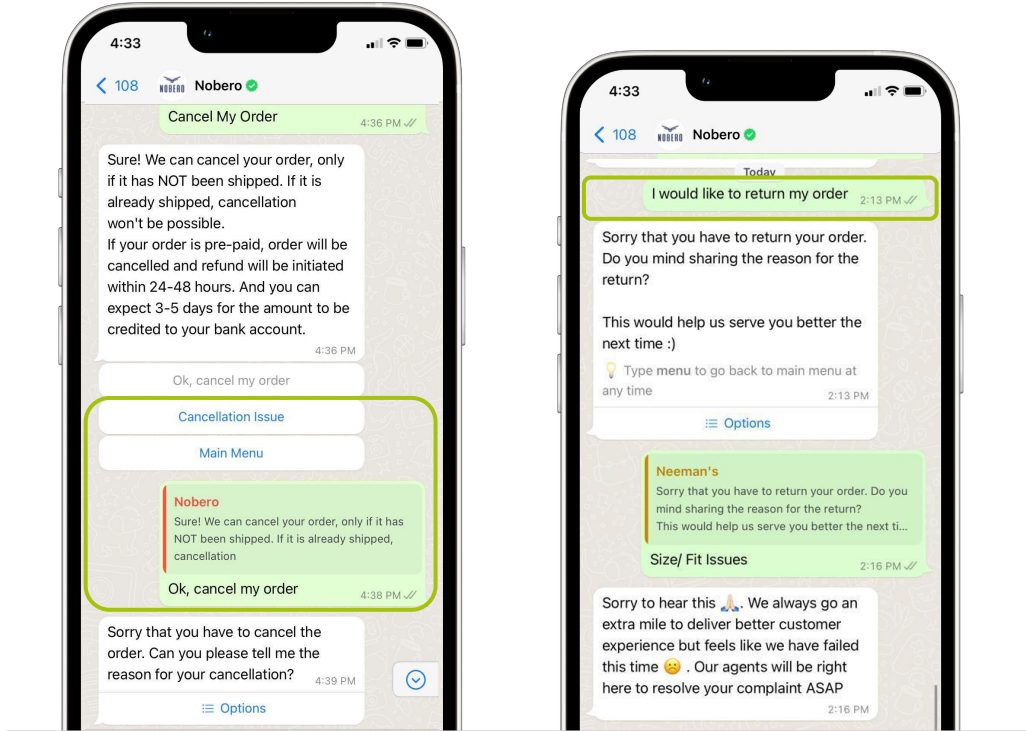 4:33
108
NOBERO
Nobero
Cancel My Order
4:36 PM
Sure! We can cancel your order, only
if it has NOT been shipped. If it is
already shipped, cancellation
won't be possible.
If your order is pre-paid, order will be
cancelled and refund will be initiated
within 24-48 hours. And you can
expect 3-5 days for the amount to be
credited to your bank account.
4:36 PM
Ok, cancel my order
Cancellation Issue
Main Menu
Nobero
Sure! We can cancel your order, only if it has
NOT been shipped. If it is already shipped,
cancellation
Ok, cancel my order
4:38 PM
Sorry that you have to cancel the
order. Can you please tell me the
reason for your cancellation?
4:39 PM
Options
4:33
108
NOBERO
Nobero
Today
I would like to return my order
2:13 PM
Sorry that you have to return your order.
Do you mind sharing the reason for the
return?
This would help us serve you better the
next time :)
Type menu to go back to main menu at
any time
2:13 PM
Options
Neeman's
Sorry that you have to return your order. Do you
mind sharing the reason for the return?
This would help us serve you better the next ti...
Size/ Fit Issues
2:16 PM
Sorry to hear this 🙏🏻. We always go an
extra mile to deliver better customer
experience but feels like we have failed
this time ☹️ . Our agents will be right
here to resolve your complaint ASAP
2:16 PM